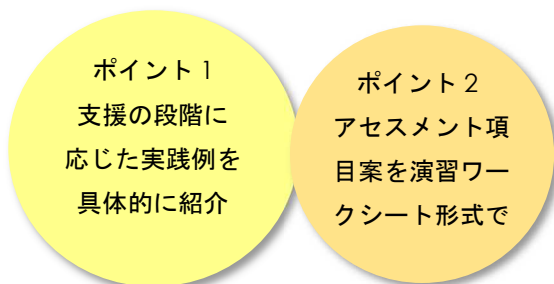 ポイント1
支援の段階に
応じた実践例を
具体的に紹介
ポイント2
アセスメント項
目案を演習ワー
クシート形式で